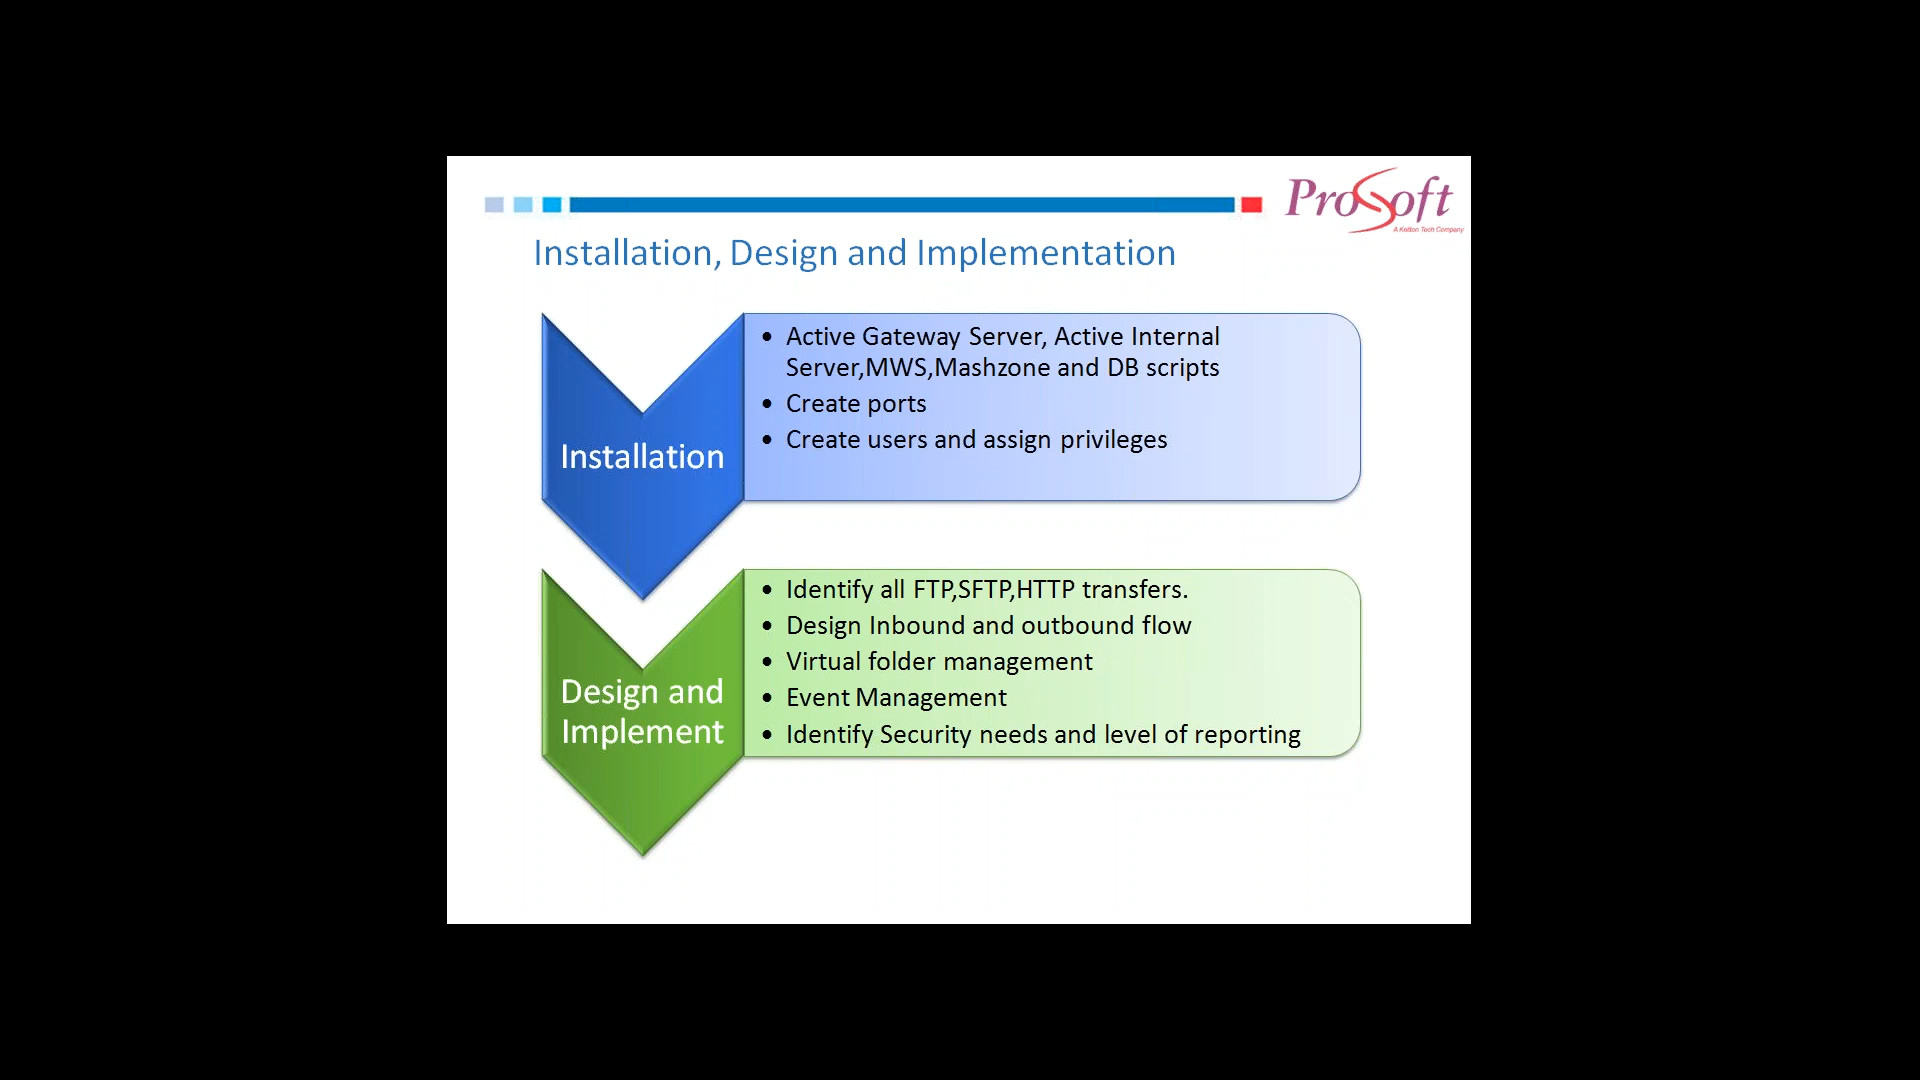 ProSoft
A Kellton Tech Company
Installation, Design and Implementation
Installation
• Active Gateway Server, Active Internal
Server,MWS,Mashzone and DB scripts
• Create ports
• Create users and assign privileges
Design and
Implement
• Identify all FTP,SFTP,HTTP transfers.
• Design Inbound and outbound flow
• Virtual folder management
• Event Management
• Identify Security needs and level of reporting